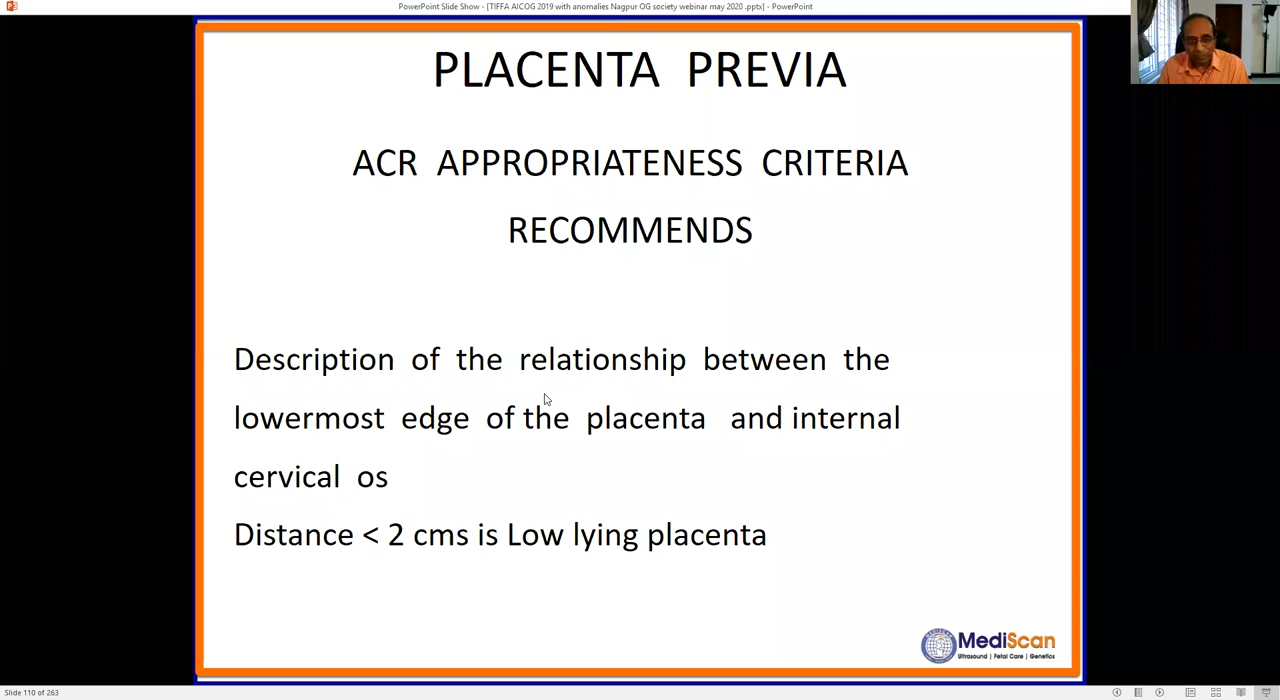 PowerPoint Slide Show - [TIFFA AICOG 2019 with anomalies Nagpur OG society webinar may 2020 .pptx] - PowerPoint
PLACENTA PREVIA
ACR APPROPRIATENESS CRITERIA
RECOMMENDS
Description of the relationship between the
lowermost edge of the placenta and internal
cervical os
Distance < 2 cms is Low lying placenta
MediScan
Ultrasound | Fetal Care | Genetics
Slide 110 of 263